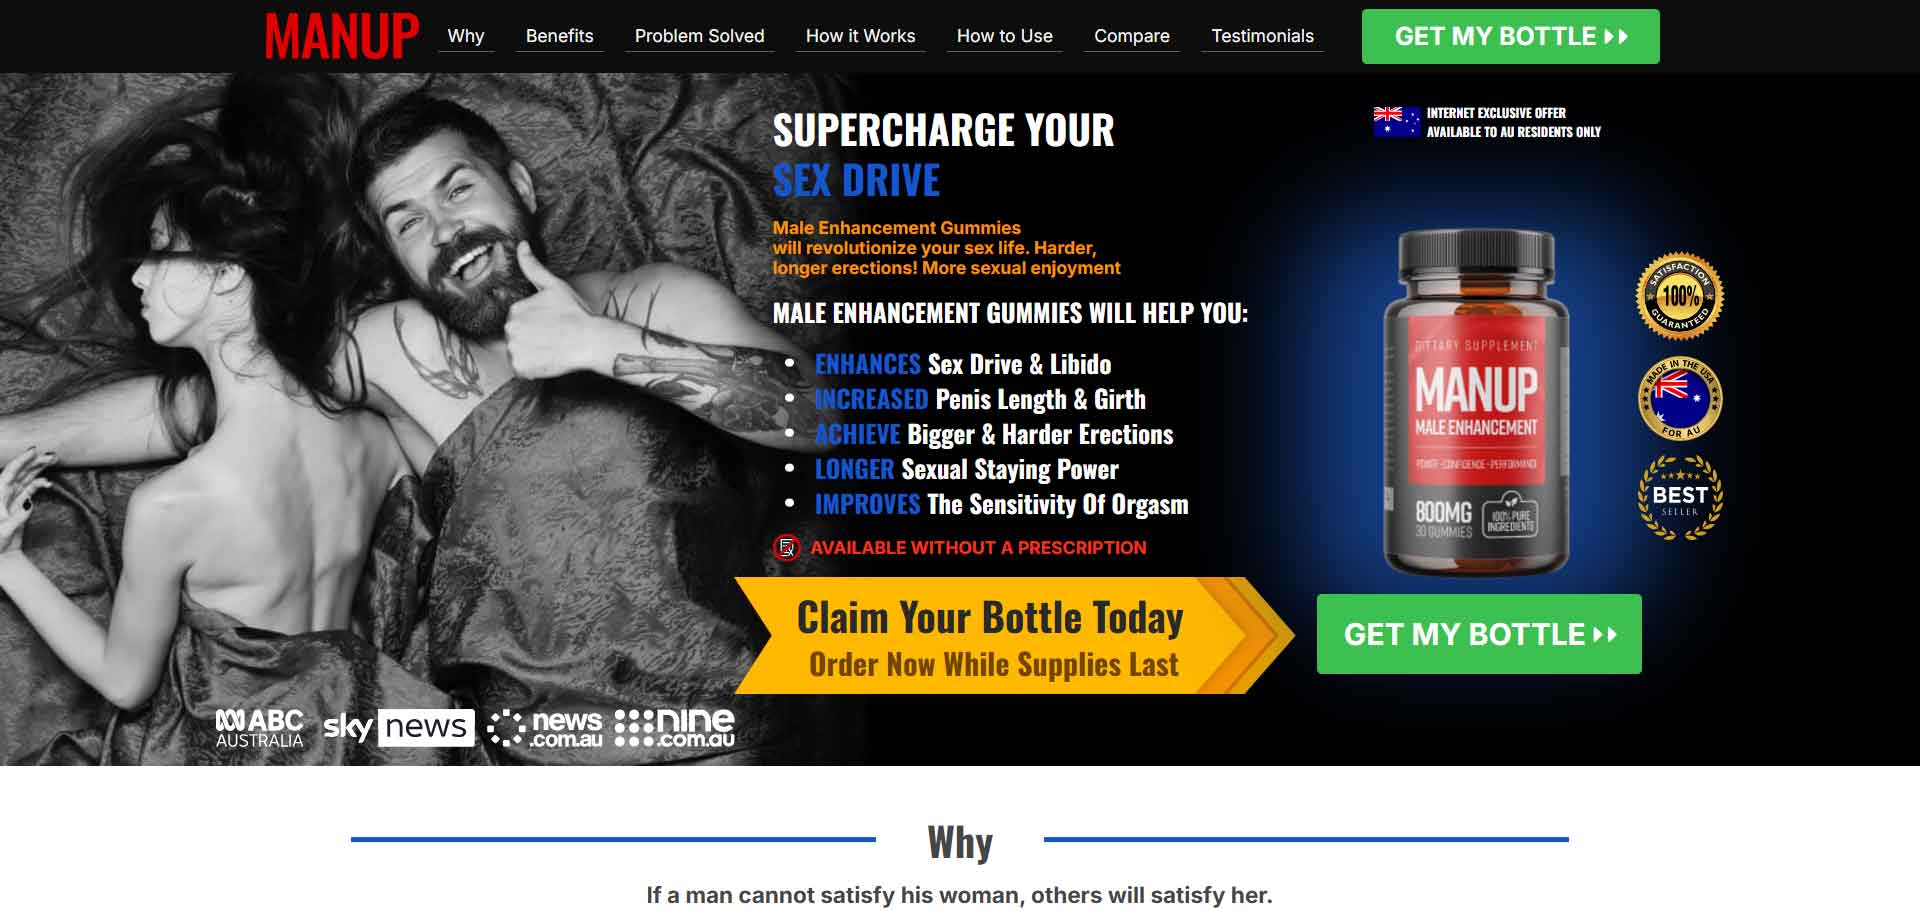 MANUP
Why
Benefits
Problem Solved
How it Works
How to Use
Compare
Testimonials
GET MY BOTTLE
INTERNET EXCLUSIVE OFFER
AVAILABLE TO AU RESIDENTS ONLY
SUPERCHARGE YOUR
SEX DRIVE
Male Enhancement Gummies
will revolutionize your sex life. Harder,
longer erections! More sexual enjoyment
MALE ENHANCEMENT GUMMIES WILL HELP YOU:
ENHANCES Sex Drive & Libido
INCREASED Penis Length & Girth
ACHIEVE Bigger & Harder Erections
LONGER Sexual Staying Power
IMPROVES The Sensitivity Of Orgasm
AVAILABLE WITHOUT A PRESCRIPTION
Claim Your Bottle Today
Order Now While Supplies Last
DIETARY SUPPLEMENT
MANUP
MALE ENHANCEMENT
POWER-CONFIDENCE-PERFORMANCE
800MG
30 GUMMIES
100% PURE
INGREDIENTS
SATISFACTION
100%
GUARANTEED
MADE IN THE USA
FOR AU
BEST
SELLER
GET MY BOTTLE
ABC
AUSTRALIA
sky news
news
.com.au
nine
.com.au
Why
If a man cannot satisfy his woman, others will satisfy her.